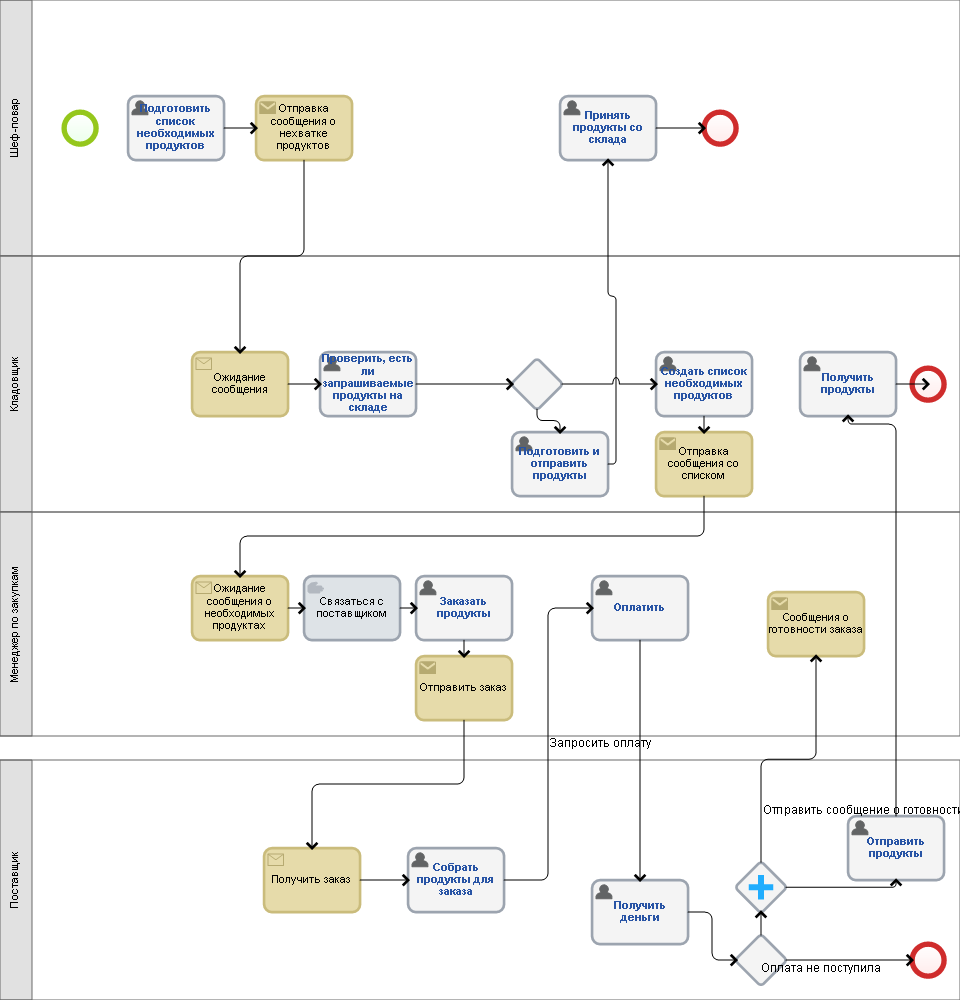 Шеф-повар
Подготовить
список
необходимых
продуктов
Отправка
сообщения о
нехватке
продуктов
Принять
продукты со
склада
Кладовщик
Ожидание
сообщения
Проверить, есть
ли
запрашиваемые
продукты на
складе
Создать список
необходимых
продуктов
Получить
продукты
Подготовить и
отправить
продукты
Отправка
сообщения со
списком
Менеджер по закупкам
Ожидание
сообщения о
необходимых
продуктах
Связаться с
поставщиком
Заказать
продукты
Оплатить
Сообщения о
готовности заказа
Отправить заказ
Запросить оплату
Поставщик
Отправить сообщение о готовности
Отправить
продукты
Получить заказ
Собрать
продукты для
заказа
Получить
деньги
Оплата не поступила